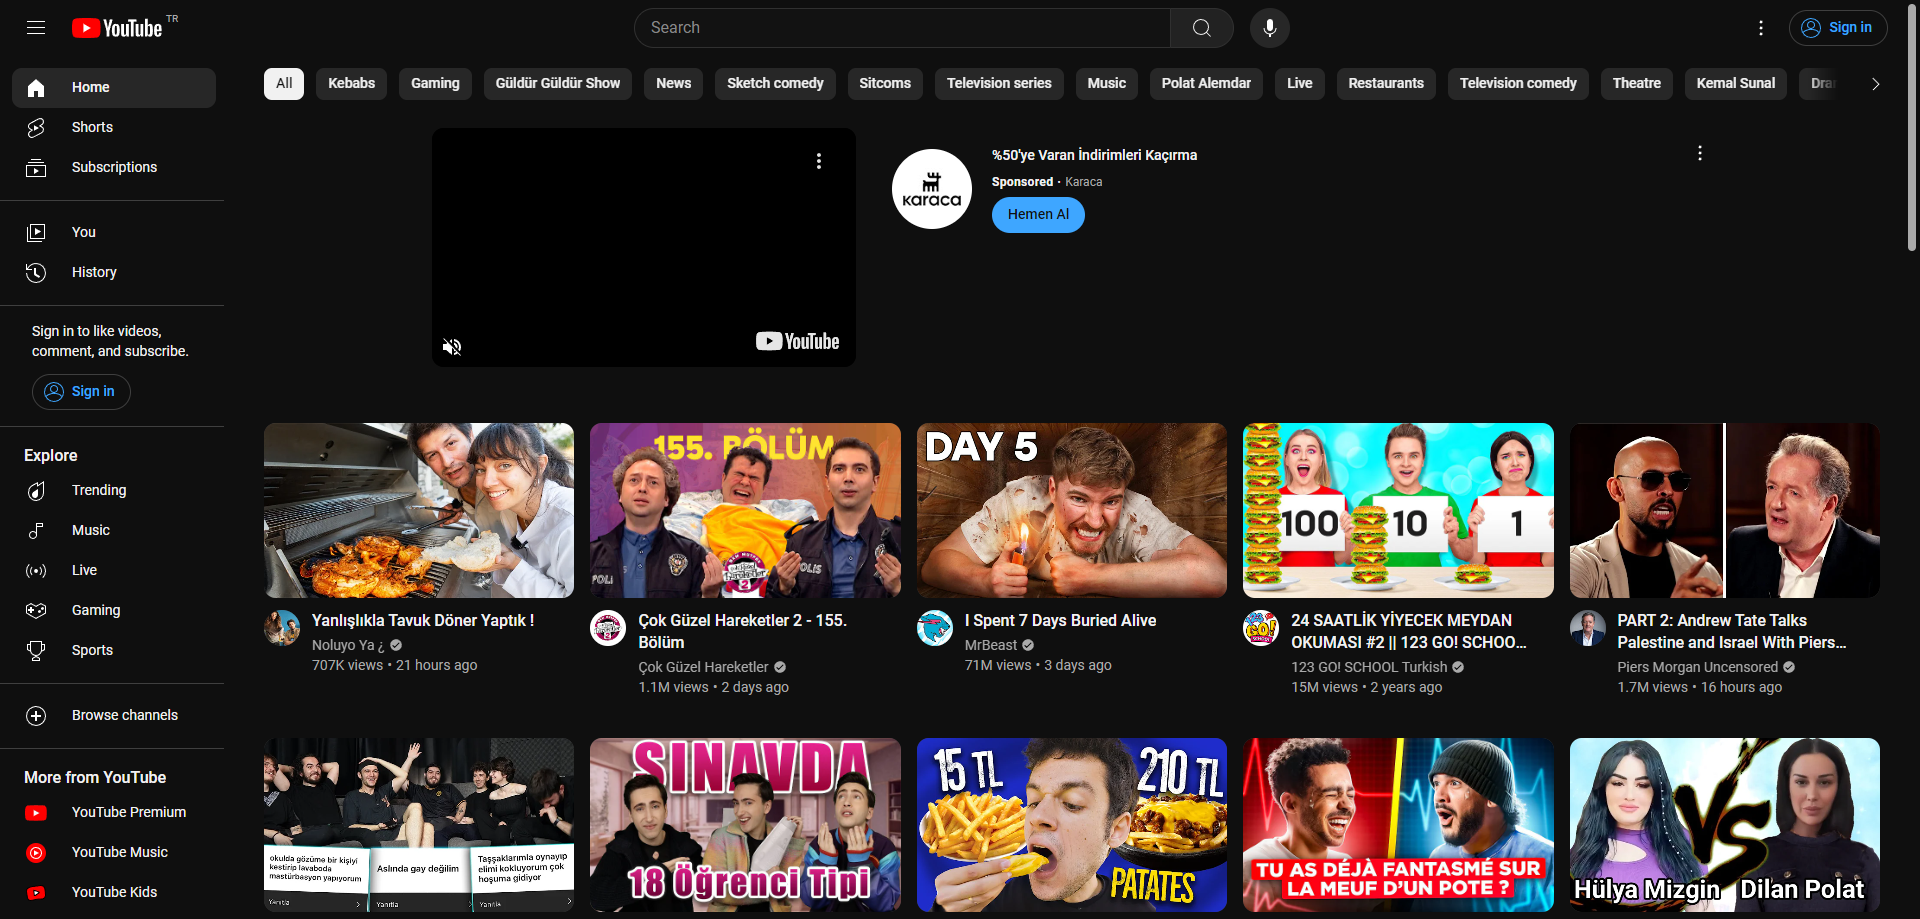 YouTube TR
Search
Sign in
Home
Shorts
Subscriptions
You
History
Sign in to like videos,
comment, and subscribe.
Sign in
Explore
Trending
Music
Live
Gaming
Sports
Browse channels
More from YouTube
YouTube Premium
YouTube Music
YouTube Kids
All
Kebabs
Gaming
Güldür Güldür Show
News
Sketch comedy
Sitcoms
Television series
Music
Polat Alemdar
Live
Restaurants
Television comedy
Theatre
Kemal Sunal
YouTube
karaca
%50'ye Varan İndirimleri Kaçırma
Sponsored · Karaca
Hemen Al
155. BÖLÜM
POLIS
Çok Güzel Hareketler 2
DAY 5
100
10
1
Yanlışlıkla Tavuk Döner Yaptık !
Noluyo Ya ¿
707K views • 21 hours ago
Çok Güzel Hareketler 2 - 155.
Bölüm
Çok Güzel Hareketler
1.1M views • 2 days ago
I Spent 7 Days Buried Alive
MrBeast
71M views • 3 days ago
GO!
24 SAATLİK YİYECEK MEYDAN
OKUMASI #2 || 123 GO! SCHOO...
123 GO! SCHOOL Turkish
15M views • 2 years ago
PART 2: Andrew Tate Talks
Palestine and Israel With Piers...
Piers Morgan Uncensored
1.7M views • 16 hours ago
okulda gözüme bir kişiyi
kestirip lavaboda
mastürbasyon yapıyorum
Yanıtla
Aslında gay değilim
Yanıtla
Taşşaklarımla oynayıp
elimi kokluyorum çok
hoşuma gidiyor
Yanıtla
SINAVDA
18 Öğrenci Tipi
15 TL
210 TL
PATATES
TU AS DÉJÀ FANTASMÉ SUR
LA MEUF D'UN POTE ?
VS
Hülya Mizgin
Dilan Polat